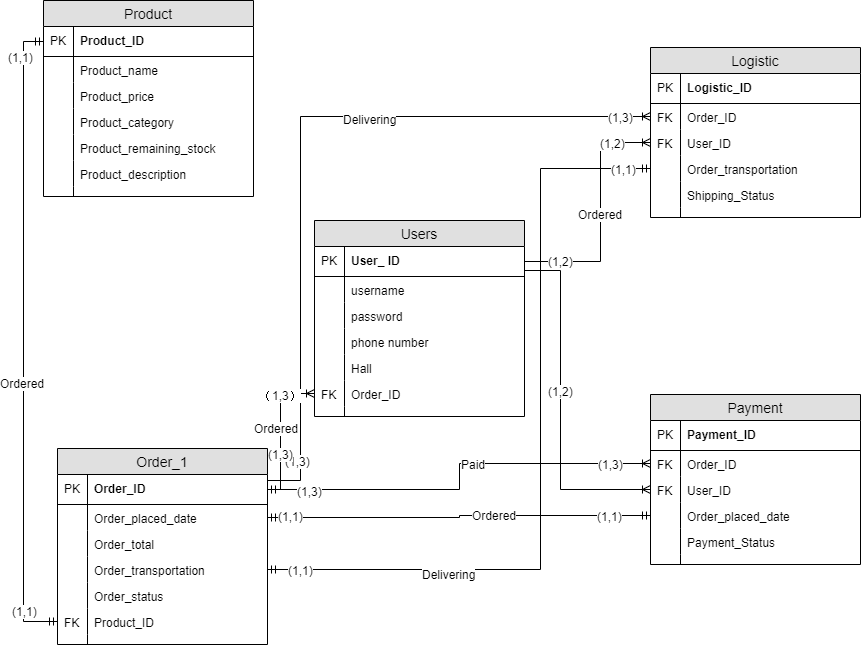 Product
PK Product_ID
Product_name
Product_price
Product_category
Product_remaining_stock
Product_description
(1,1)
Ordered
(1,1)
Logistic
PK Logistic_ID
FK Order_ID
FK User_ID
Order_transportation
Shipping_Status
Delivering
(1,3)
(1,2)
(1,1)
Ordered
(1,2)
Users
PK User_ ID
username
password
phone number
Hall
FK Order_ID
(1,2)
( 1,3)
Ordered
(1,3)
(1,3)
Payment
PK Payment_ID
FK Order_ID
FK User_ID
Order_placed_date
Payment_Status
Order_1
PK Order_ID
Order_placed_date
Order_total
Order_transportation
Order_status
FK Product_ID
(1,3)
Paid
(1,3)
(1,1)
Ordered
(1,1)
(1,1)
Delivering